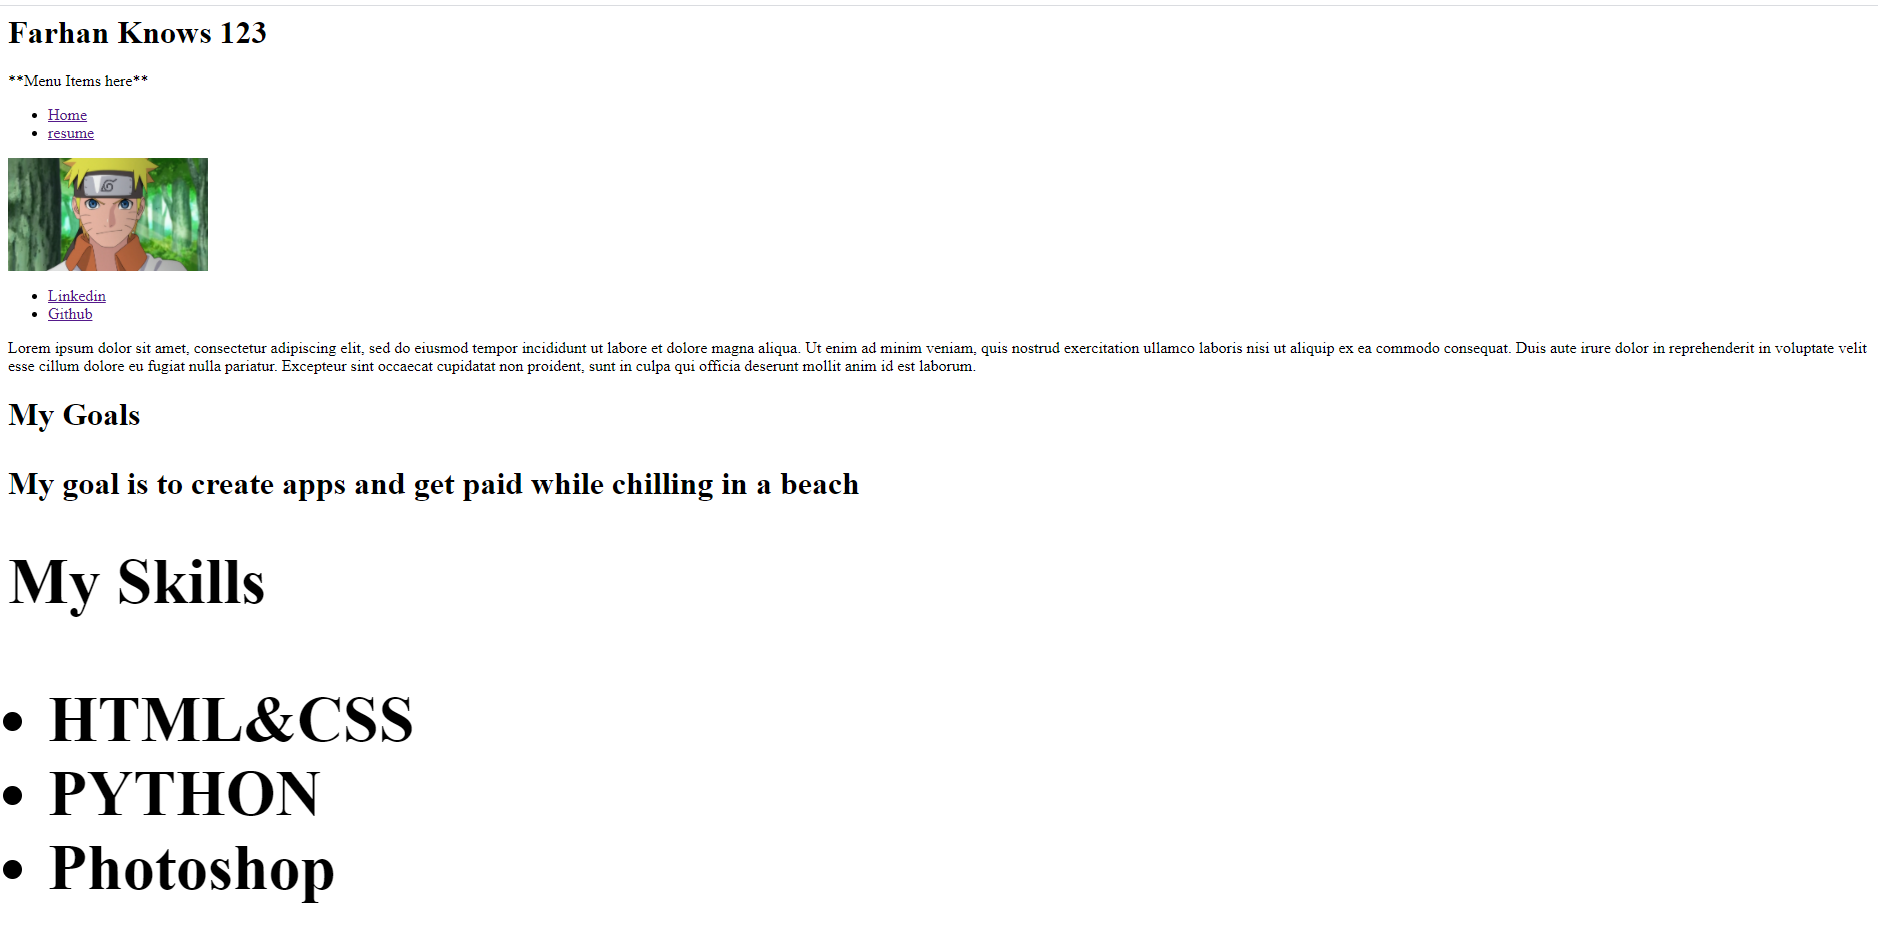 Farhan Knows 123
**Menu Items here**
Home
resume
Linkedin
Github
Lorem ipsum dolor sit amet, consectetur adipiscing elit, sed do eiusmod tempor incididunt ut labore et dolore magna aliqua. Ut enim ad minim veniam, quis nostrud exercitation ullamco laboris nisi ut aliquip ex ea commodo consequat. Duis aute irure dolor in reprehenderit in voluptate velit
esse cillum dolore eu fugiat nulla pariatur. Excepteur sint occaecat cupidatat non proident, sunt in culpa qui officia deserunt mollit anim id est laborum.
My Goals
My goal is to create apps and get paid while chilling in a beach
My Skills
HTML&CSS
PYTHON
Photoshop